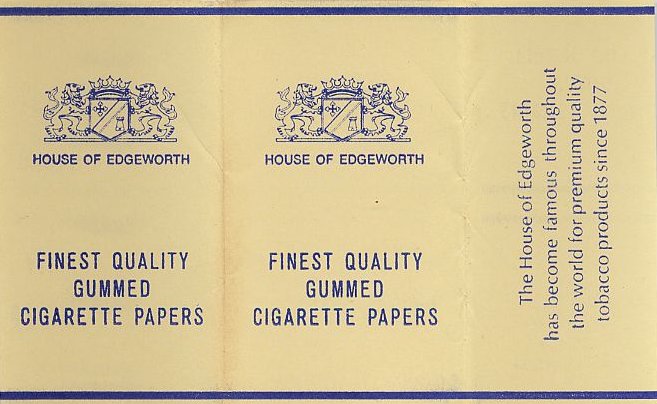 HOUSE OF EDGEWORTH
FINEST QUALITY
GUMMED
CIGARETTE PAPERS
HOUSE OF EDGEWORTH
FINEST QUALITY
GUMMED
CIGARETTE PAPERS
The House of Edgeworth
has become famous throughout
the world for premium quality
tobacco products since 1877